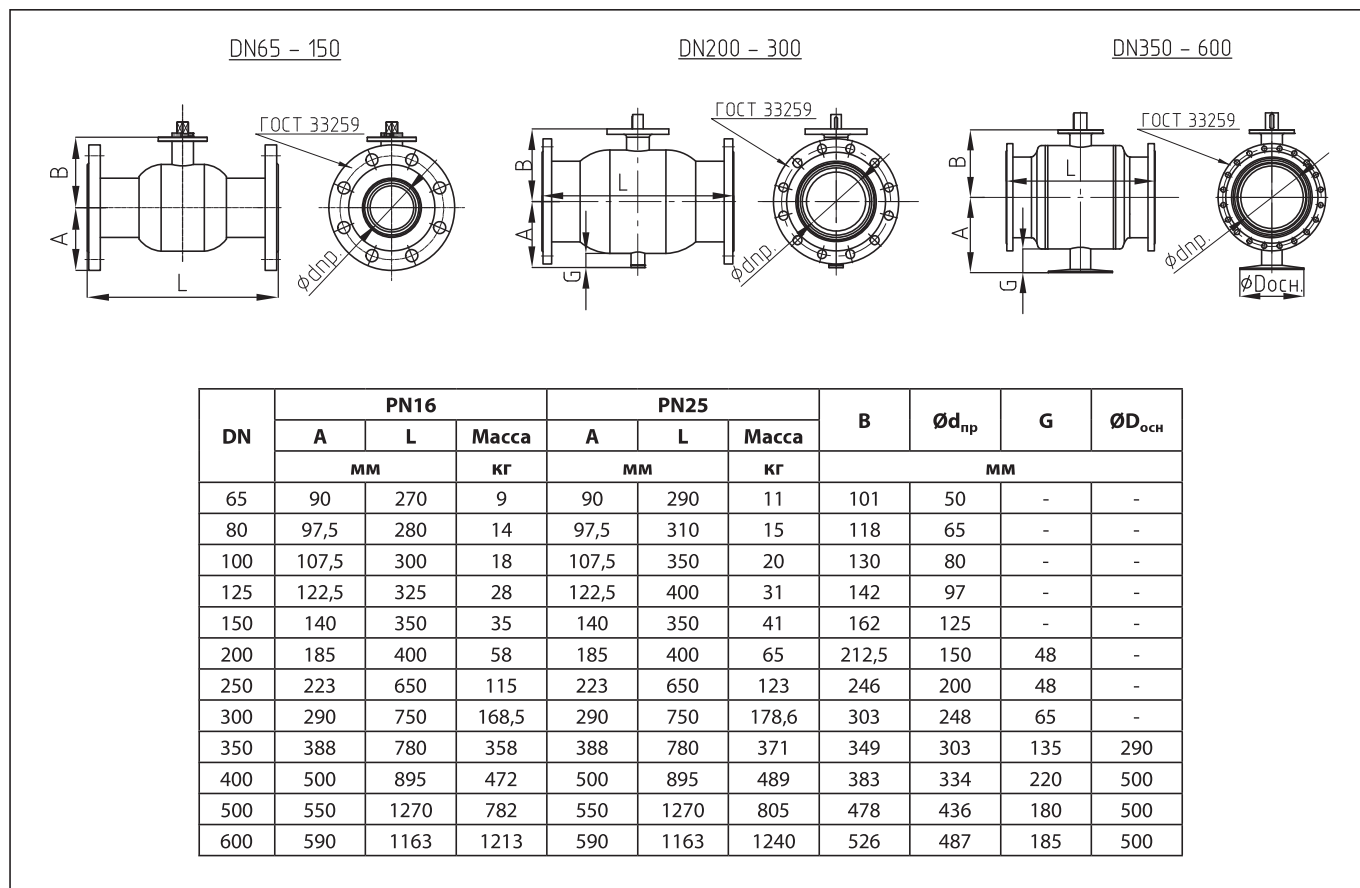 DN65 – 150
DN200 – 300
DN350 – 600
ГОСТ 33259
B
A
L
Ødпр.
ГОСТ 33259
B
A
G
L
Ødпр.
ГОСТ 33259
B
A
G
L
Ødпр.
ØDосн.
DN PN16 PN25 B Ødпр G ØDосн
A L Масса A L Масса
мм кг мм кг мм
65 90 270 9 90 290 11 101 50 - -
80 97,5 280 14 97,5 310 15 118 65 - -
100 107,5 300 18 107,5 350 20 130 80 - -
125 122,5 325 28 122,5 400 31 142 97 - -
150 140 350 35 140 350 41 162 125 - -
200 185 400 58 185 400 65 212,5 150 48 -
250 223 650 115 223 650 123 246 200 48 -
300 290 750 168,5 290 750 178,6 303 248 65 -
350 388 780 358 388 780 371 349 303 135 290
400 500 895 472 500 895 489 383 334 220 500
500 550 1270 782 550 1270 805 478 436 180 500
600 590 1163 1213 590 1163 1240 526 487 185 500